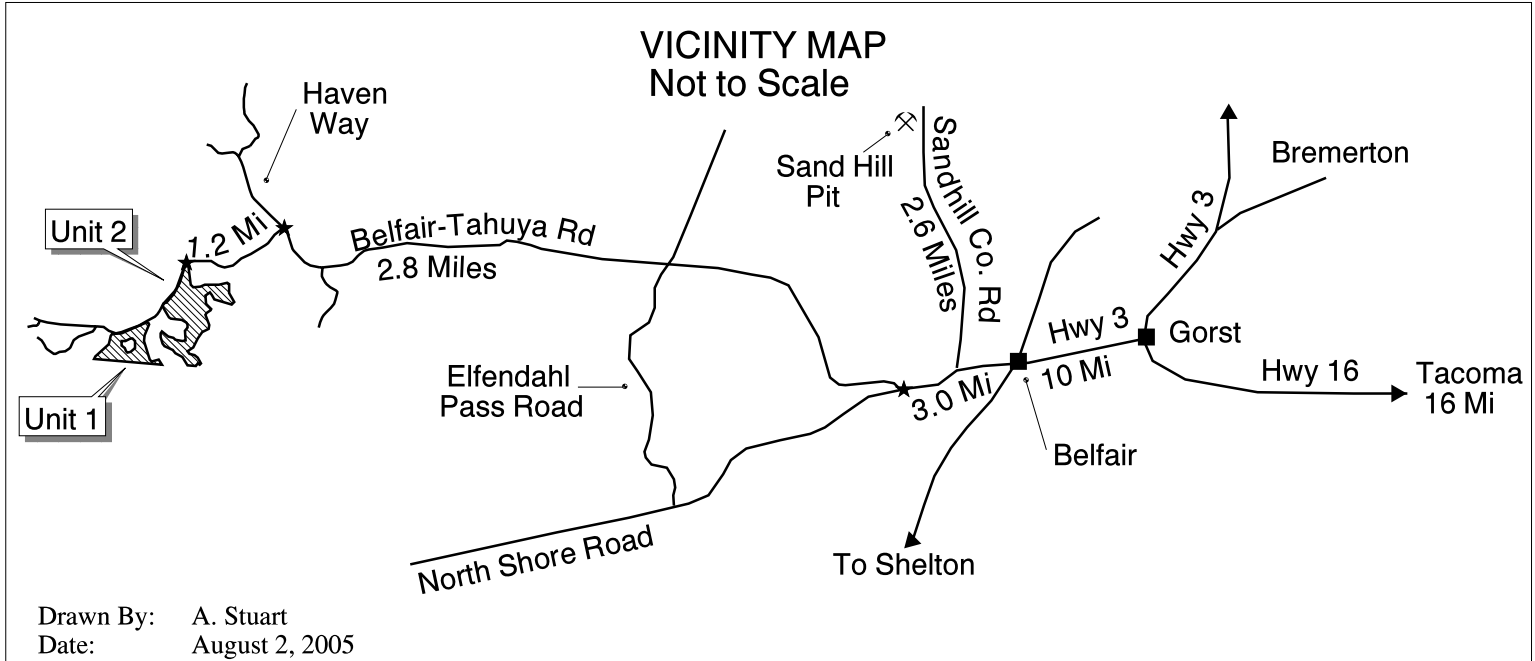 VICINITY MAP
Not to Scale
Haven
Way
Unit 2
1.2 Mi
Belfair-Tahuya Rd
2.8 Miles
Sand Hill
Pit
Sandhill Co. Rd
2.6 Miles
Bremerton
Hwy 3
Hwy 3
10 Mi
Gorst
Hwy 16
Tacoma
16 Mi
Elfendahl
Pass Road
3.0 Mi
Unit 1
Belfair
North Shore Road
To Shelton
Drawn By: A. Stuart
Date: August 2, 2005